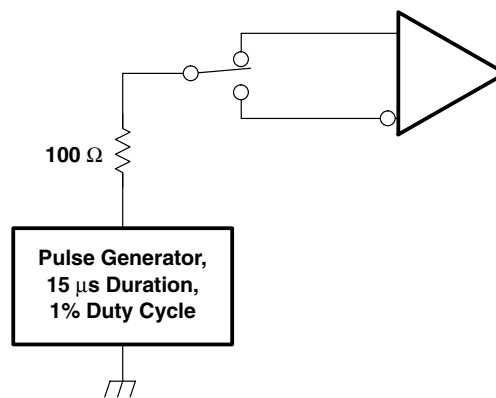 100 Ω
Pulse Generator,
15 μs Duration,
1% Duty Cycle